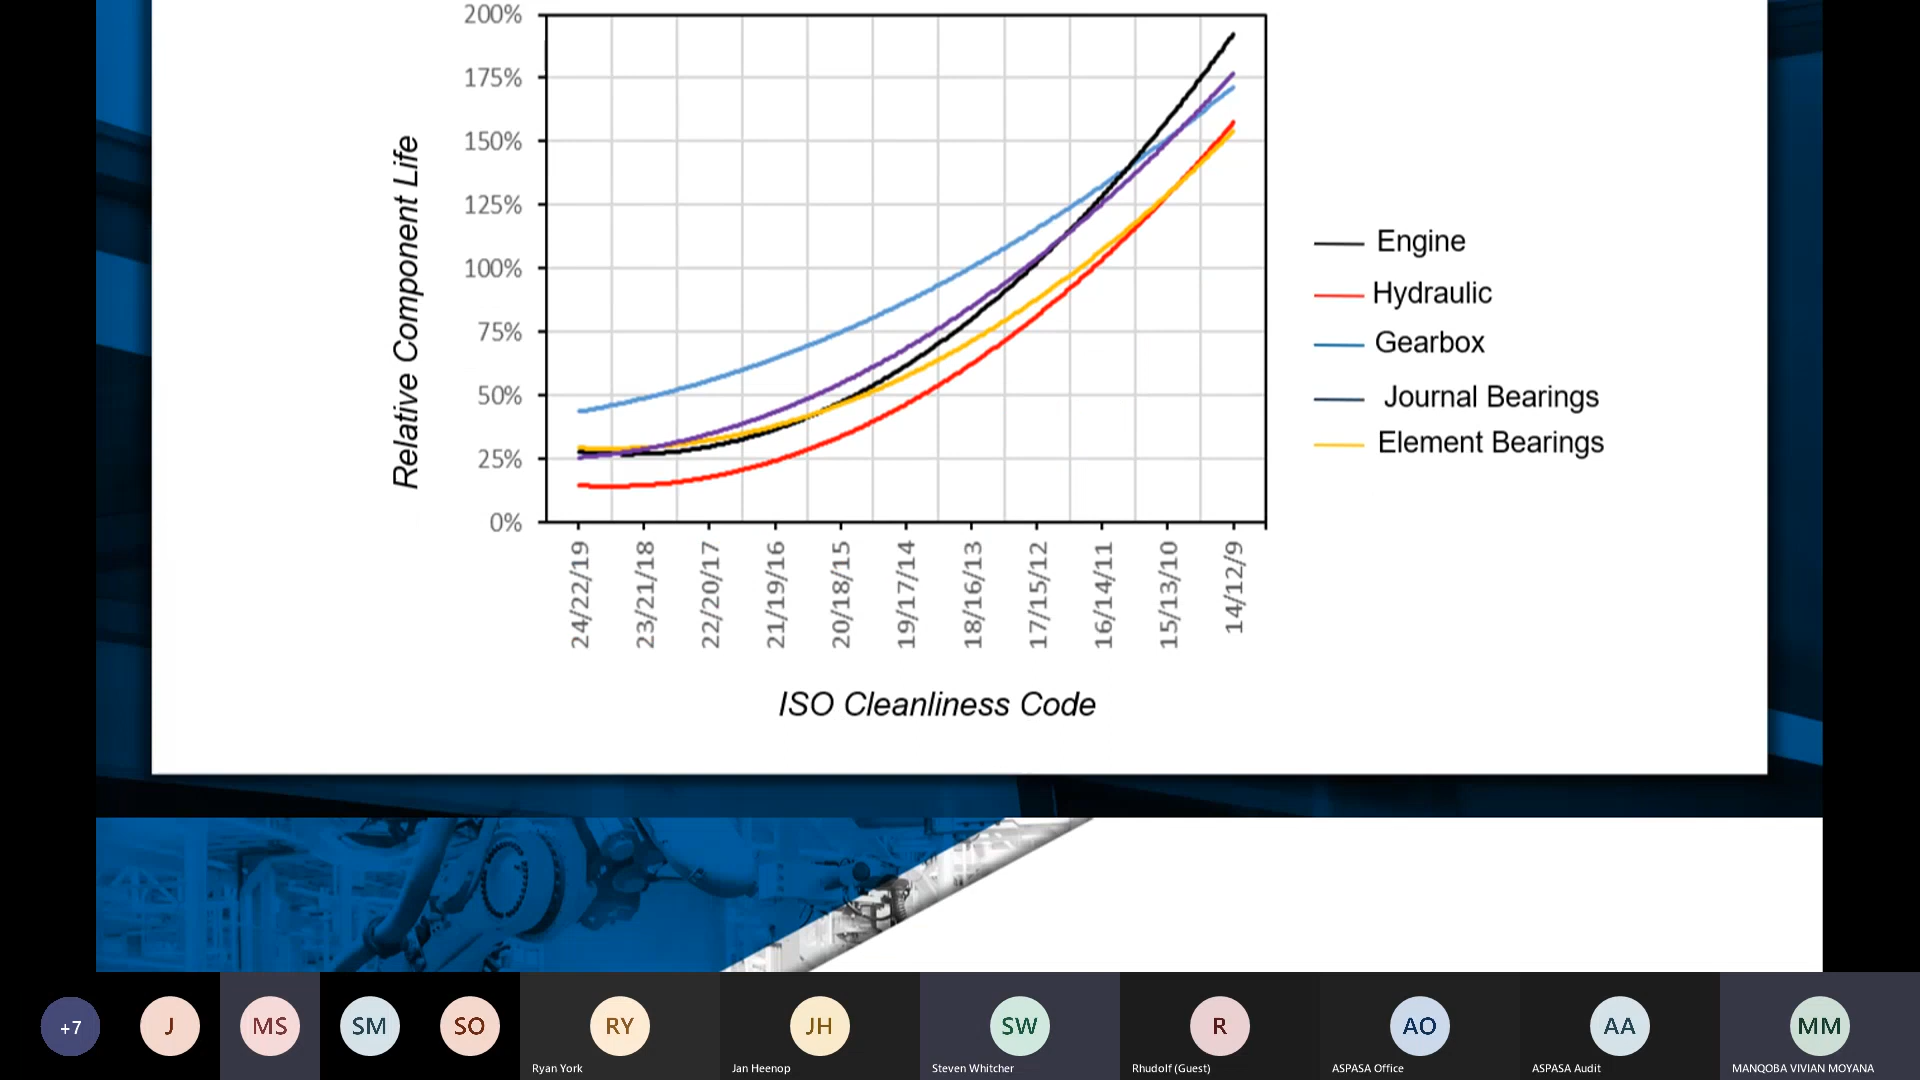 200%
175%
150%
125%
100%
75%
50%
25%
0%
Relative Component Life
24/22/19
23/21/18
22/20/17
21/19/16
20/18/15
19/17/14
18/16/13
17/15/12
16/14/11
15/13/10
14/12/9
ISO Cleanliness Code
Engine
Hydraulic
Gearbox
Journal Bearings
Element Bearings
+7
J
MS
SM
SO
RY
Ryan York
JH
Jan Heenop
SW
Steven Whitcher
R
Rhudolf (Guest)
AO
ASPASA Office
AA
ASPASA Audit
MM
MANQOBA VIVIAN MOYANA